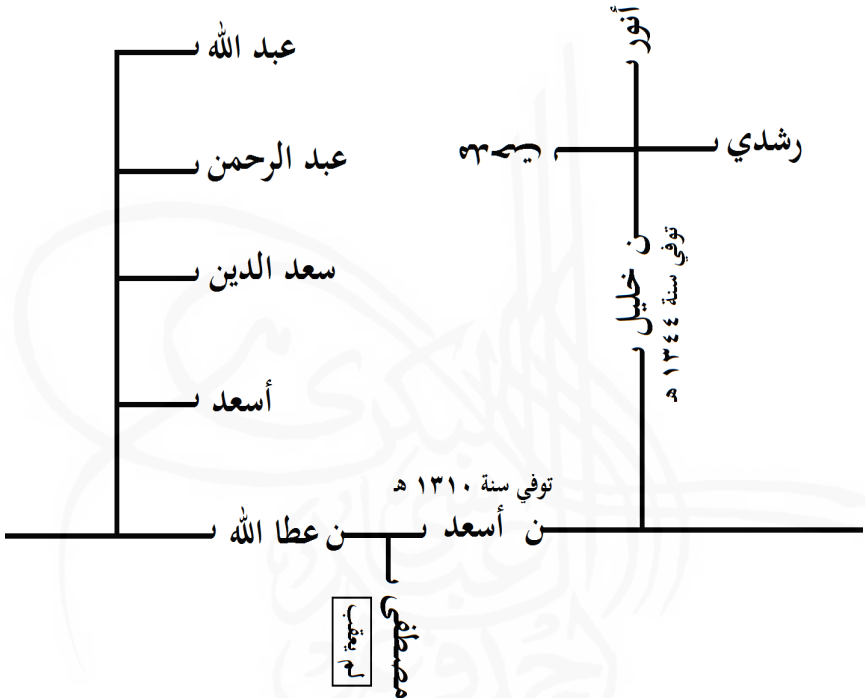 أنور
رشدي
مدحت
ن خليل
توفي سنة ١٣٤٤ هـ
توفي سنة ١٣١٠ هـ
ن أسعد
ن عطا الله
مصطفى
لم يعقب
عبد الله
عبد الرحمن
سعد الدين
أسعد